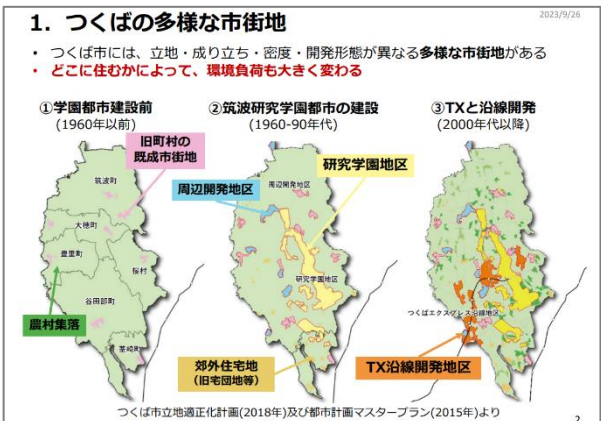 2023/9/26
1. つくばの多様な市街地
• つくば市には、立地・成り立ち・密度・開発形態が異なる多様な市街地がある
• どこに住むかによって、環境負荷も大きく変わる
①学園都市建設前
(1960年以前)
旧町村の
既成市街地
筑波町
大穂町
豊里町
桜村
谷田部町
茎崎町
農村集落
②筑波研究学園都市の建設
(1960-90年代)
研究学園地区
周辺開発地区
周辺開発地区
研究学園地区
郊外住宅地
(旧宅団地等)
③TXと沿線開発
(2000年代以降)
つくばエクスプレス沿線地区
TX沿線開発地区
つくば市立地適正化計画(2018年)及び都市計画マスタープラン(2015年)より
2